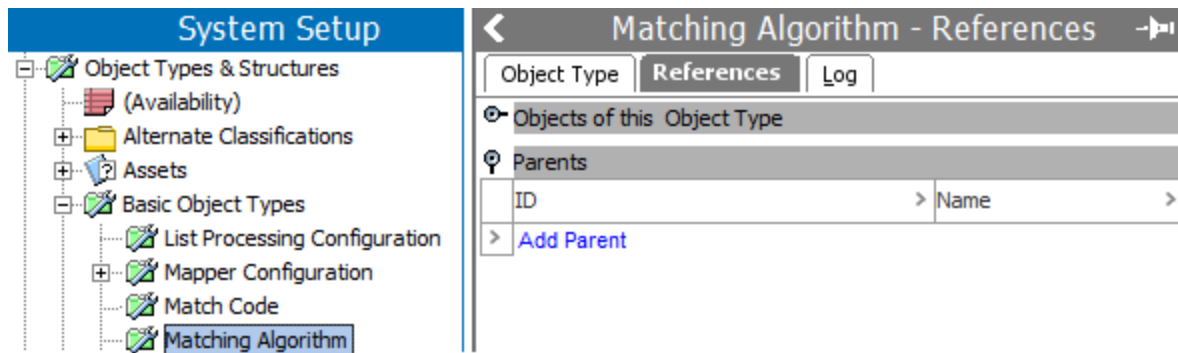 System Setup
Object Types & Structures
(Availability)
Alternate Classifications
Assets
Basic Object Types
List Processing Configuration
Mapper Configuration
Match Code
Matching Algorithm
Matching Algorithm - References
Object Type References Log
Objects of this Object Type
Parents
ID > Name >
> Add Parent